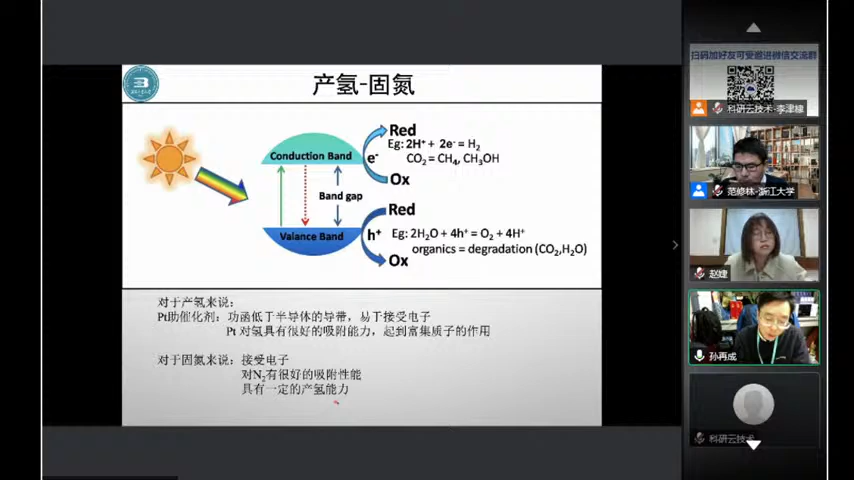 产氢-固氮
Red
Eg: 2H⁺ + 2e⁻ = H₂
CO₂ = CH₄, CH₃OH
Conduction Band
e⁻
Ox
Band gap
Red
Valance Band
h⁺
Eg: 2H₂O + 4h⁺ = O₂ + 4H⁺
organics = degradation (CO₂,H₂O)
Ox
对于产氢来说：
Pt助催化剂：功函低于半导体的导带，易于接受电子
Pt 对氢具有很好的吸附能力，起到富集质子的作用
对于固氮来说：接受电子
对N₂有很好的吸附性能
具有一定的产氢能力
扫码加好友可受邀进微信交流群
科研云技术-李津棣
范修林-浙江大学
赵婕
孙再成
科研云技术